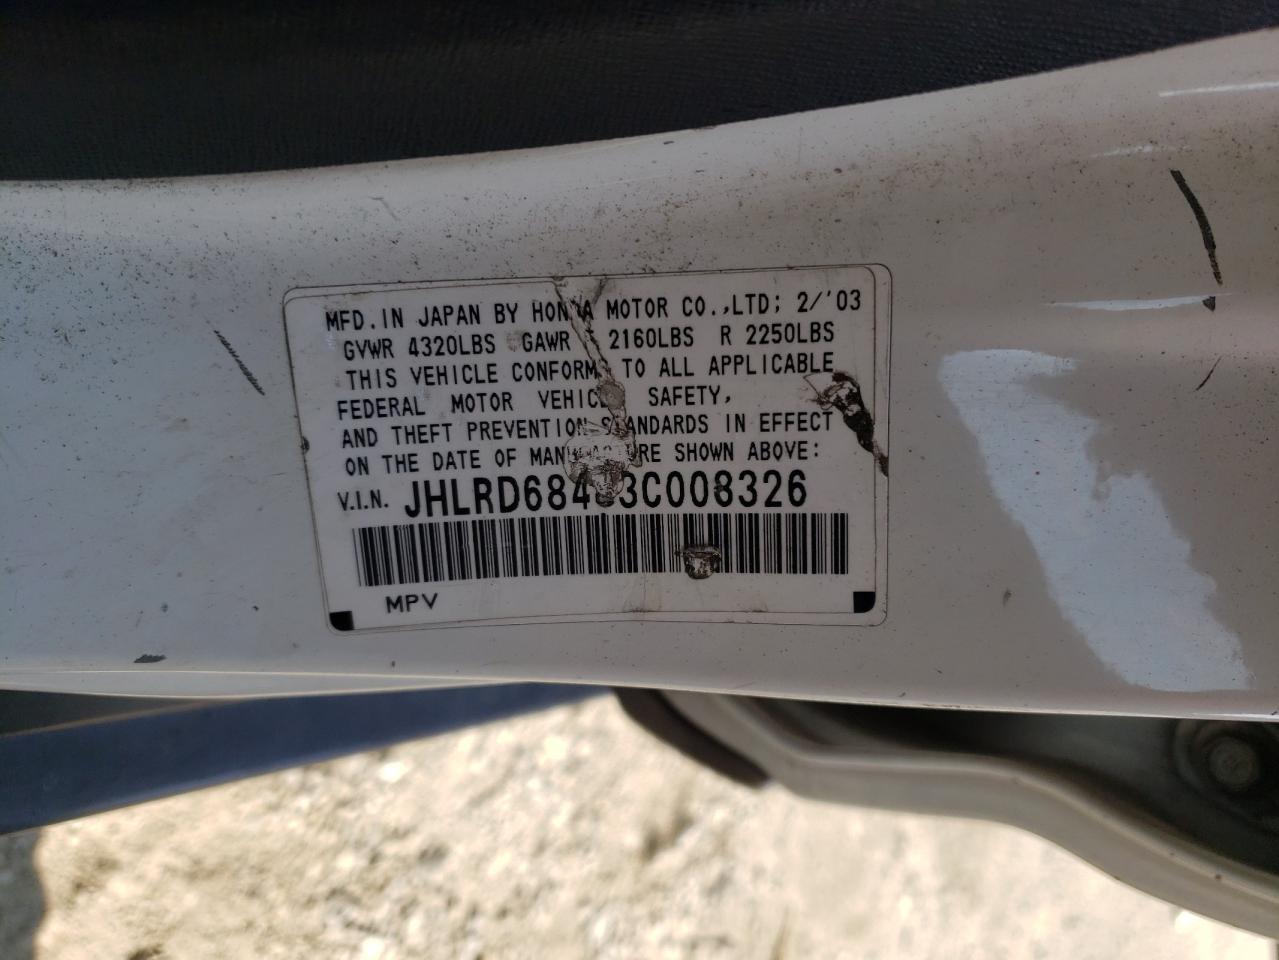 MFD. IN JAPAN BY MOTOR CO., LTD; 2/'03
GVWR 4320LBS GAWR 2160LBS R 2250LBS
THIS VEHICLE TO ALL APPLICABLE
FEDERAL MOTOR SAFETY,
AND THEFT PREVENTION IN EFFECT
ON THE DATE OF SHOWN ABOVE:
V.I.N.
MPV